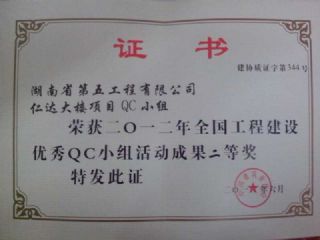 证书
建协质证字第344号
湖南省第五工程有限公司
仁达大楼项目QC小组
荣获二〇一二年全国工程建设
优秀QC小组活动成果二等奖
特发此证
六月